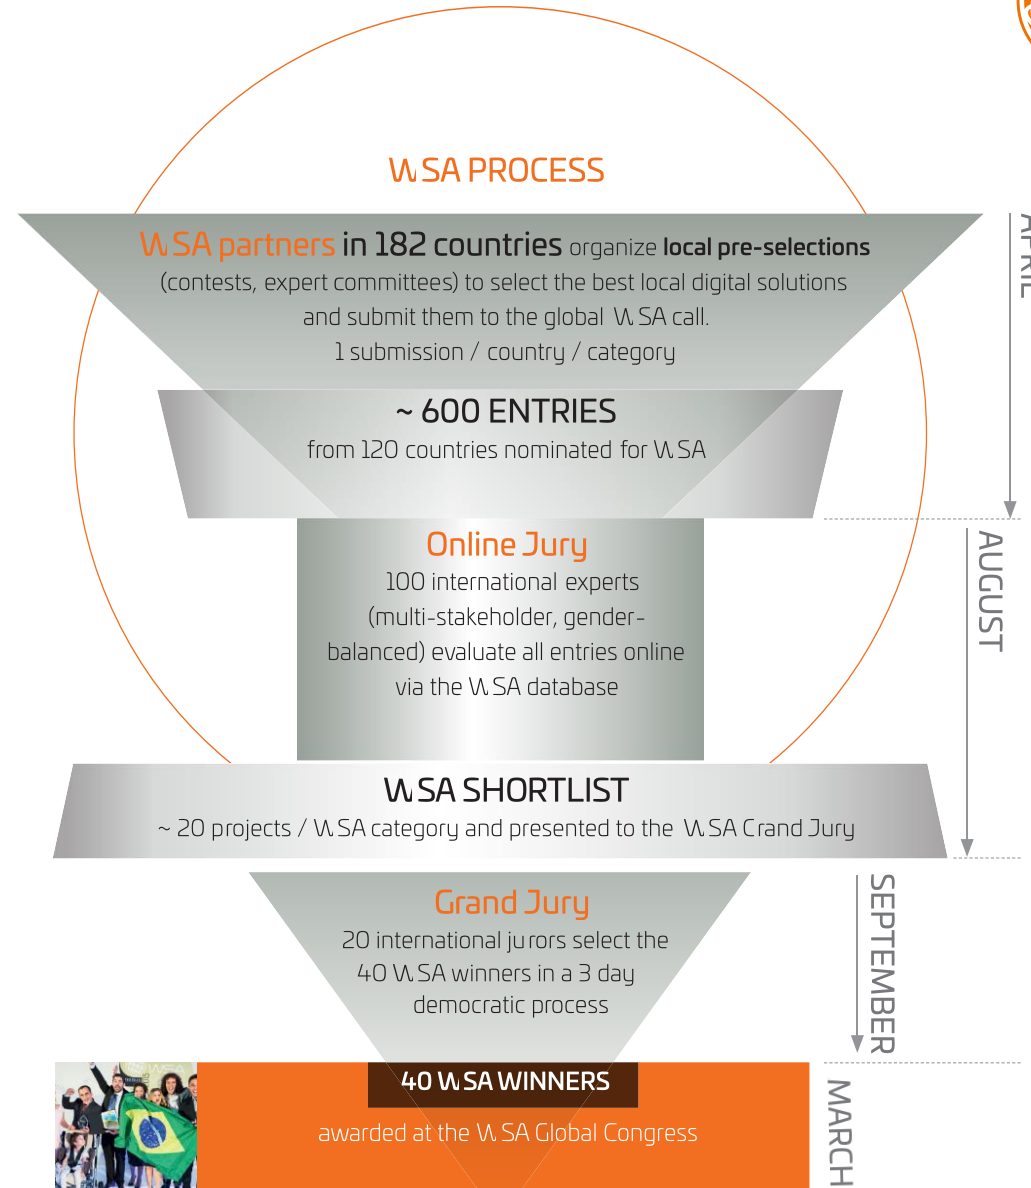 WSA PROCESS
WSA partners in 182 countries organize local pre-selections
(contests, expert committees) to select the best local digital solutions
and submit them to the global WSA call.
1 submission / country / category
~ 600 ENTRIES
from 120 countries nominated for WSA
APRIL
Online Jury
100 international experts
(multi-stakeholder, gender-
balanced) evaluate all entries online
via the WSA database
AUGUST
WSA SHORTLIST
~ 20 projects / WSA category and presented to the WSA Crand Jury
Grand Jury
20 international jurors select the
40 WSA winners in a 3 day
democratic process
SEPTEMBER
40 WSA WINNERS
awarded at the WSA Global Congress
MARCH